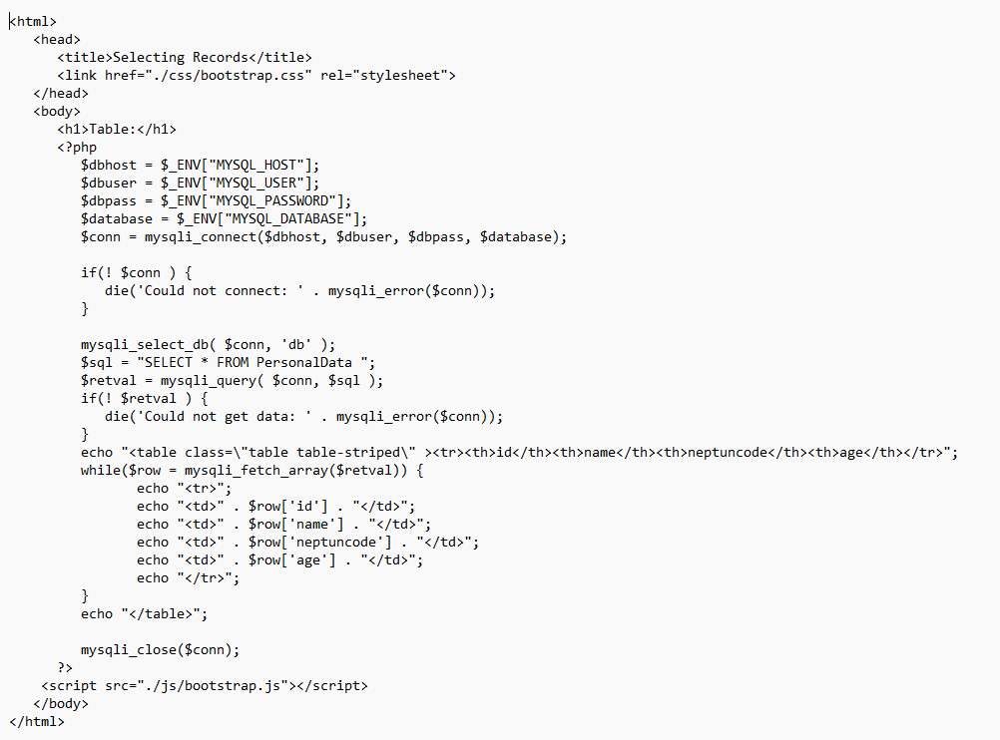 <html>
   <head>
      <title>Selecting Records</title>
      <link href="./css/bootstrap.css" rel="stylesheet">
   </head>
   <body>
      <h1>Table:</h1>
      <?php
         $dbhost = $_ENV["MYSQL_HOST"];
         $dbuser = $_ENV["MYSQL_USER"];
         $dbpass = $_ENV["MYSQL_PASSWORD"];
         $database = $_ENV["MYSQL_DATABASE"];
         $conn = mysqli_connect($dbhost, $dbuser, $dbpass, $database);

         if(! $conn ) {
            die('Could not connect: ' . mysqli_error($conn));
         }

         mysqli_select_db( $conn, 'db' );
         $sql = "SELECT * FROM PersonalData ";
         $retval = mysqli_query( $conn, $sql );
         if(! $retval ) {
            die('Could not get data: ' . mysqli_error($conn));
         }
         echo "<table class=\"table table-striped\" ><tr><th>id</th><th>name</th><th>neptuncode</th><th>age</th></tr>";
         while($row = mysqli_fetch_array($retval)) {
                echo "<tr>";
                echo "<td>" . $row['id'] . "</td>";
                echo "<td>" . $row['name'] . "</td>";
                echo "<td>" . $row['neptuncode'] . "</td>";
                echo "<td>" . $row['age'] . "</td>";
                echo "</tr>";
         }
         echo "</table>";

         mysqli_close($conn);
      ?>
    <script src="./js/bootstrap.js"></script>
   </body>
</html>